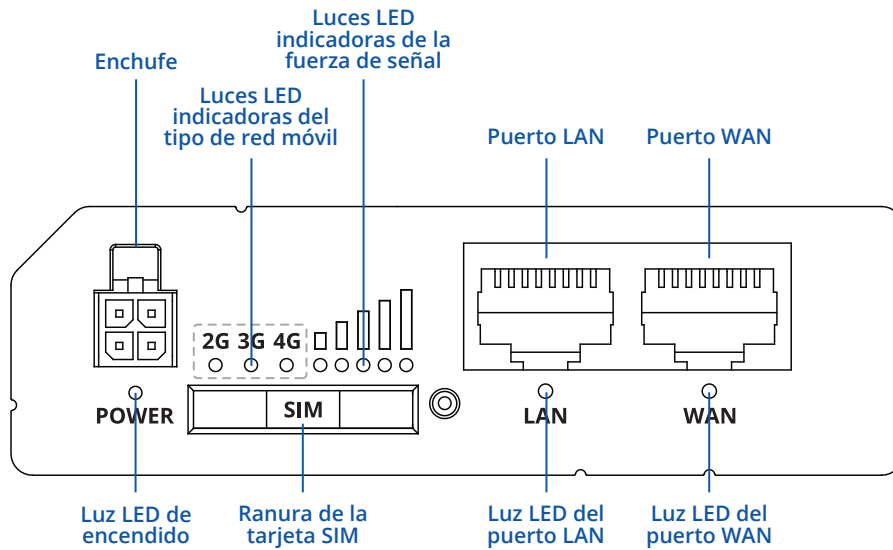 Luces LED
indicadoras de la
fuerza de señal
Enchufe
Luces LED
indicadoras del
tipo de red móvil
Puerto LAN
Puerto WAN
2G 3G 4G
POWER
SIM
LAN
WAN
Luz LED de
encendido
Ranura de la
tarjeta SIM
Luz LED del
puerto LAN
Luz LED del
puerto WAN